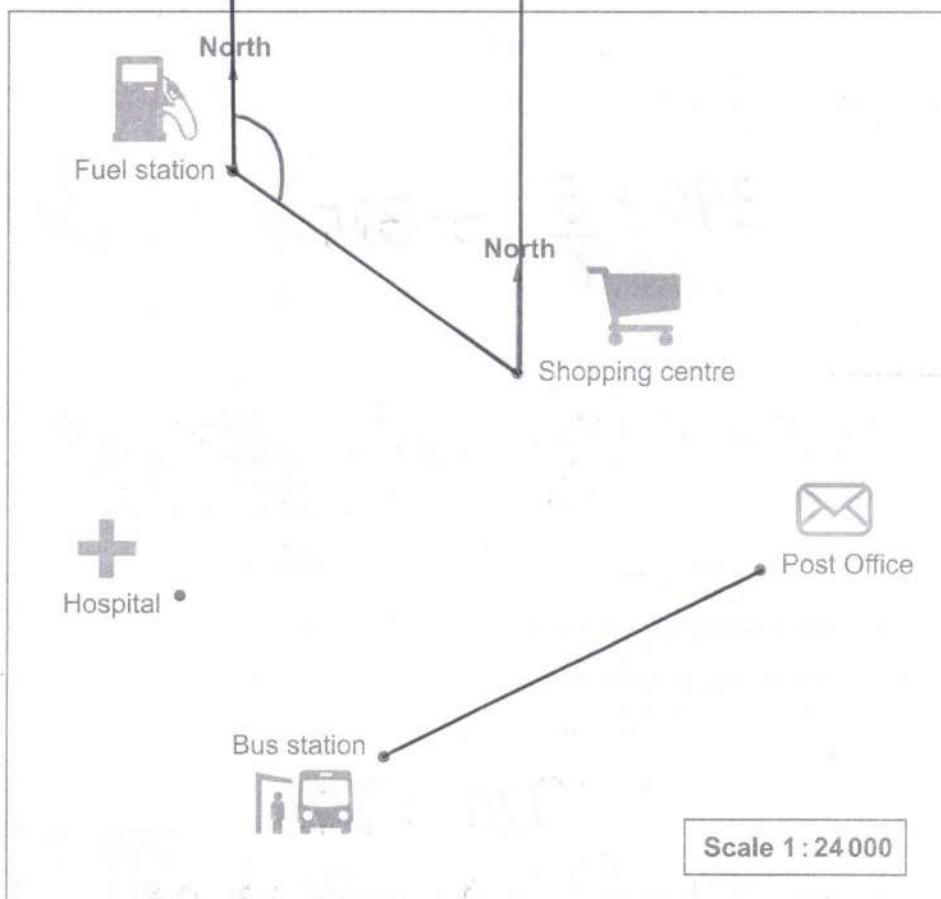 North
Fuel station
North
Shopping centre
Post Office
Hospital
Bus station
Scale 1:24 000